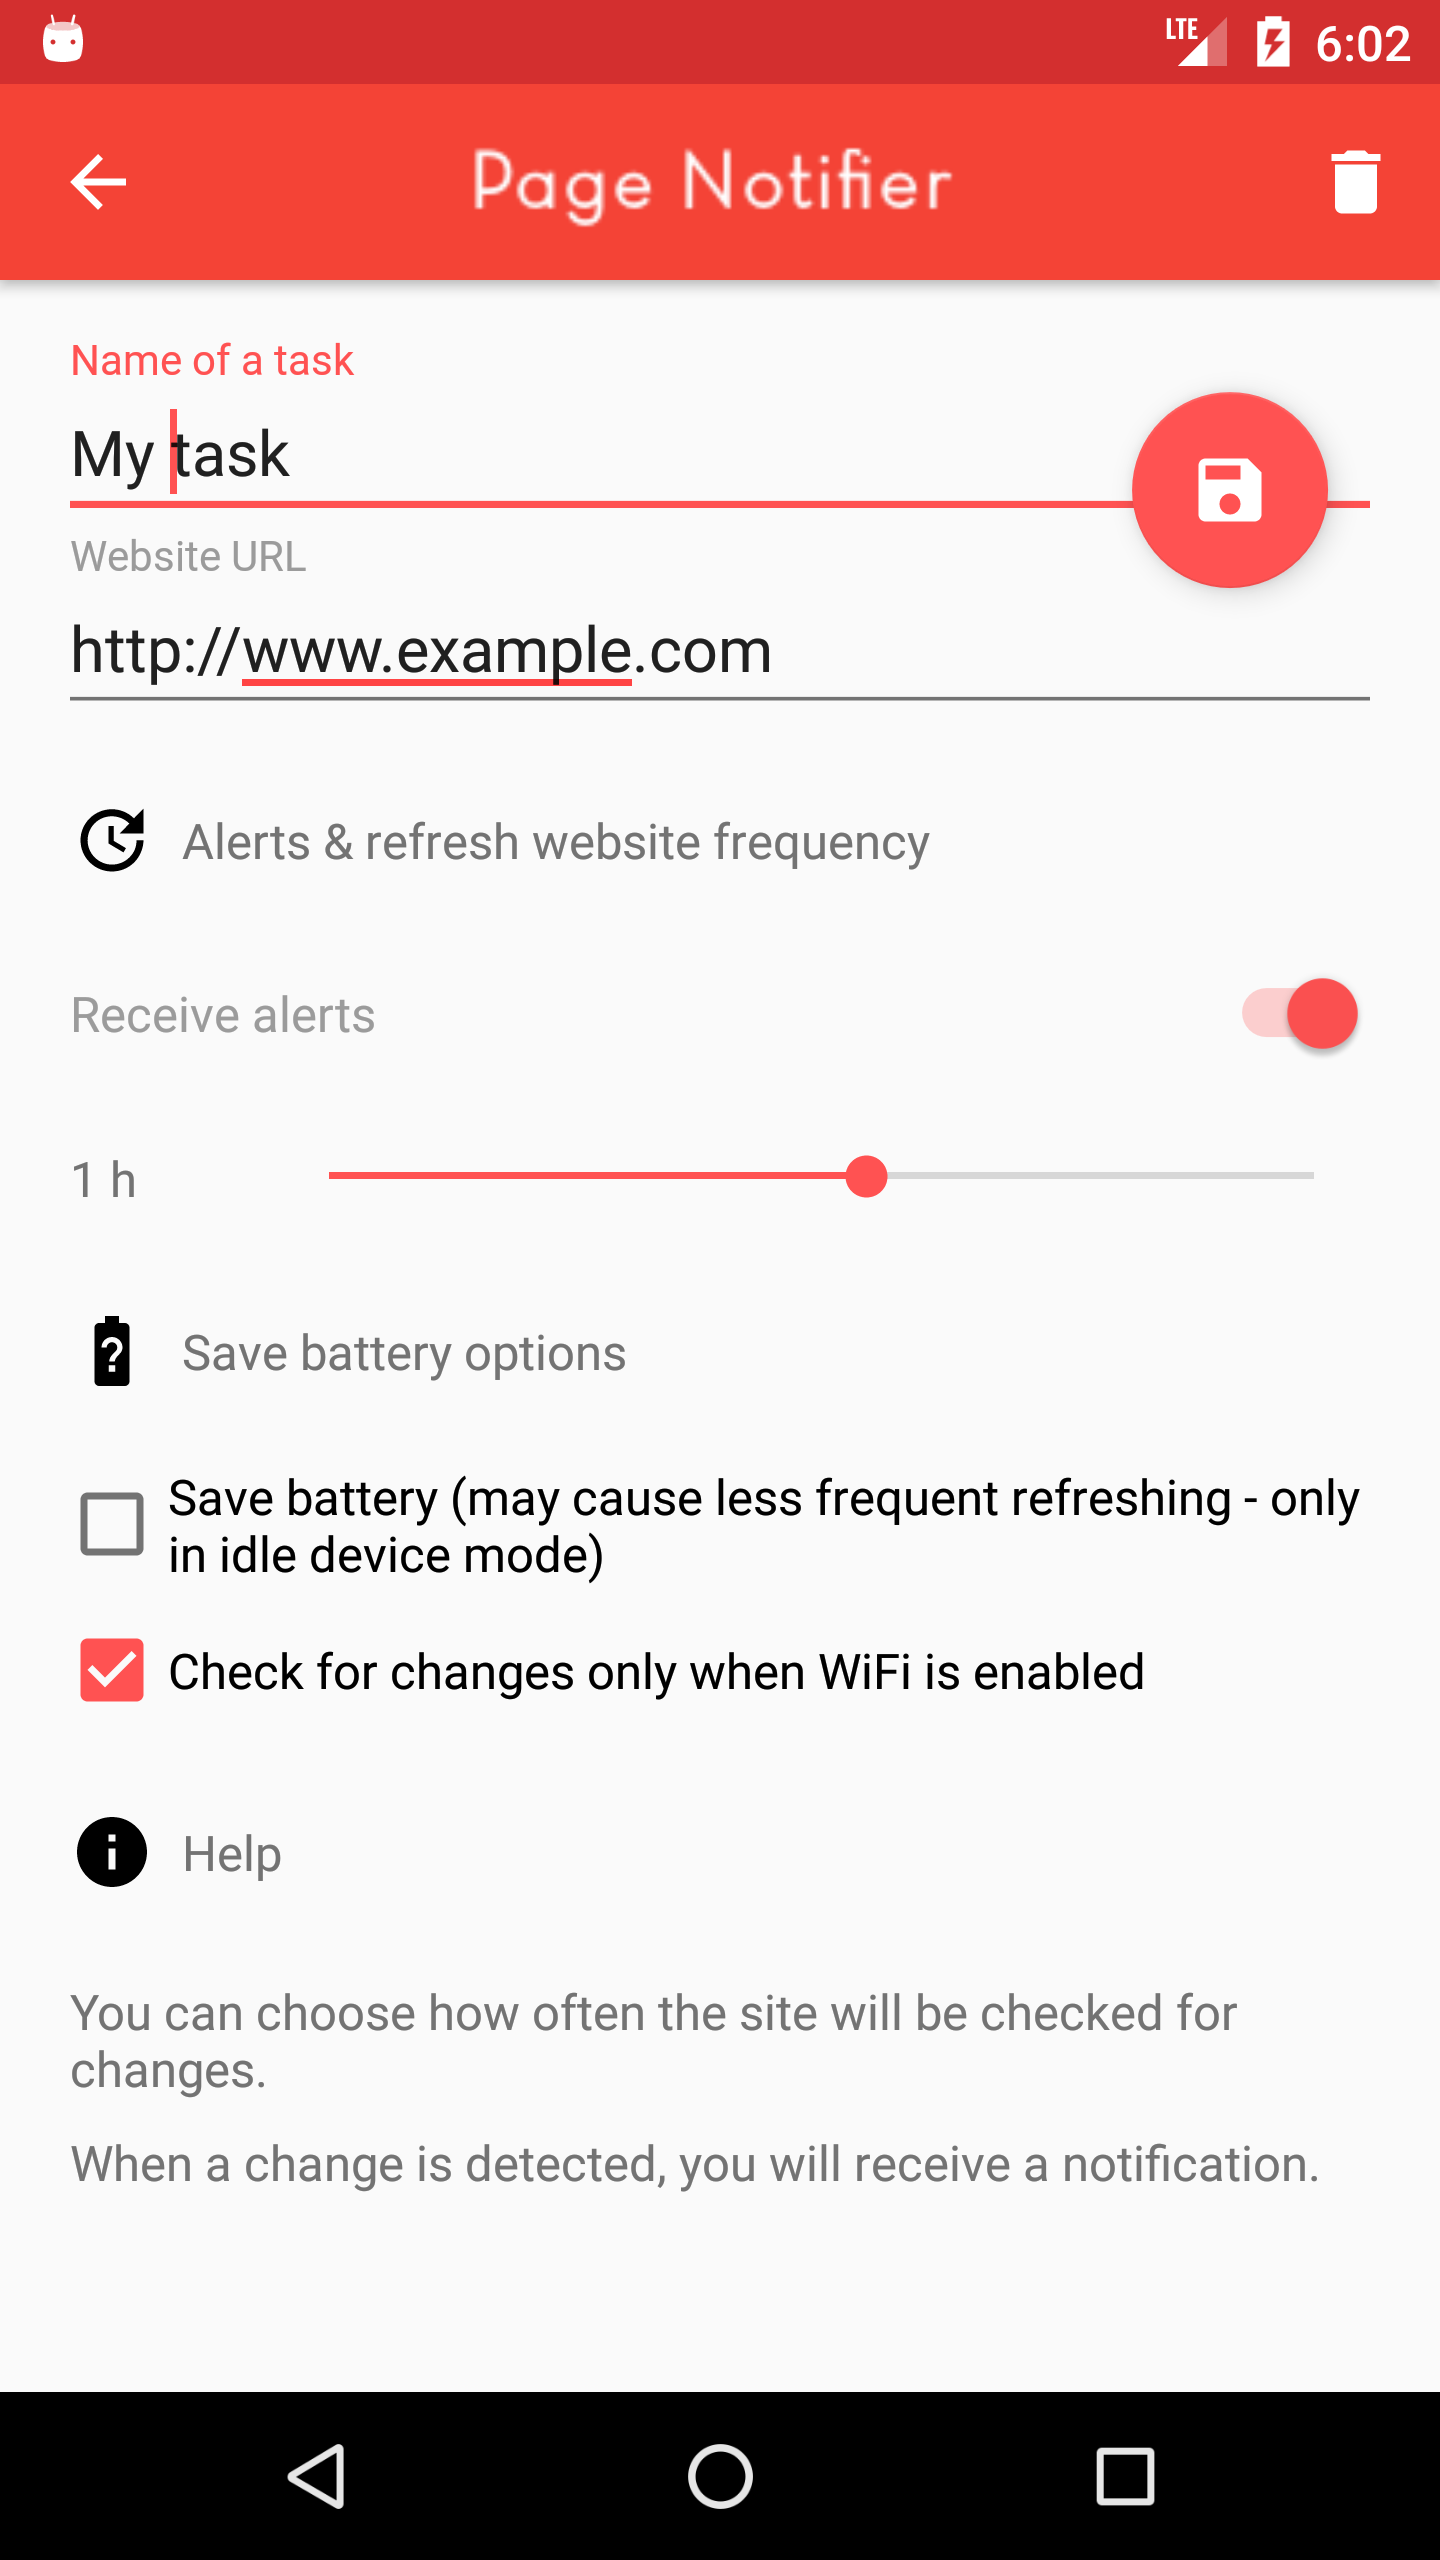 LTE 6:02
Page Notifier
Name of a task
My task
Website URL
http://www.example.com
Alerts & refresh website frequency
Receive alerts
1 h
Save battery options
Save battery (may cause less frequent refreshing - only
in idle device mode)
Check for changes only when WiFi is enabled
Help
You can choose how often the site will be checked for
changes.
When a change is detected, you will receive a notification.